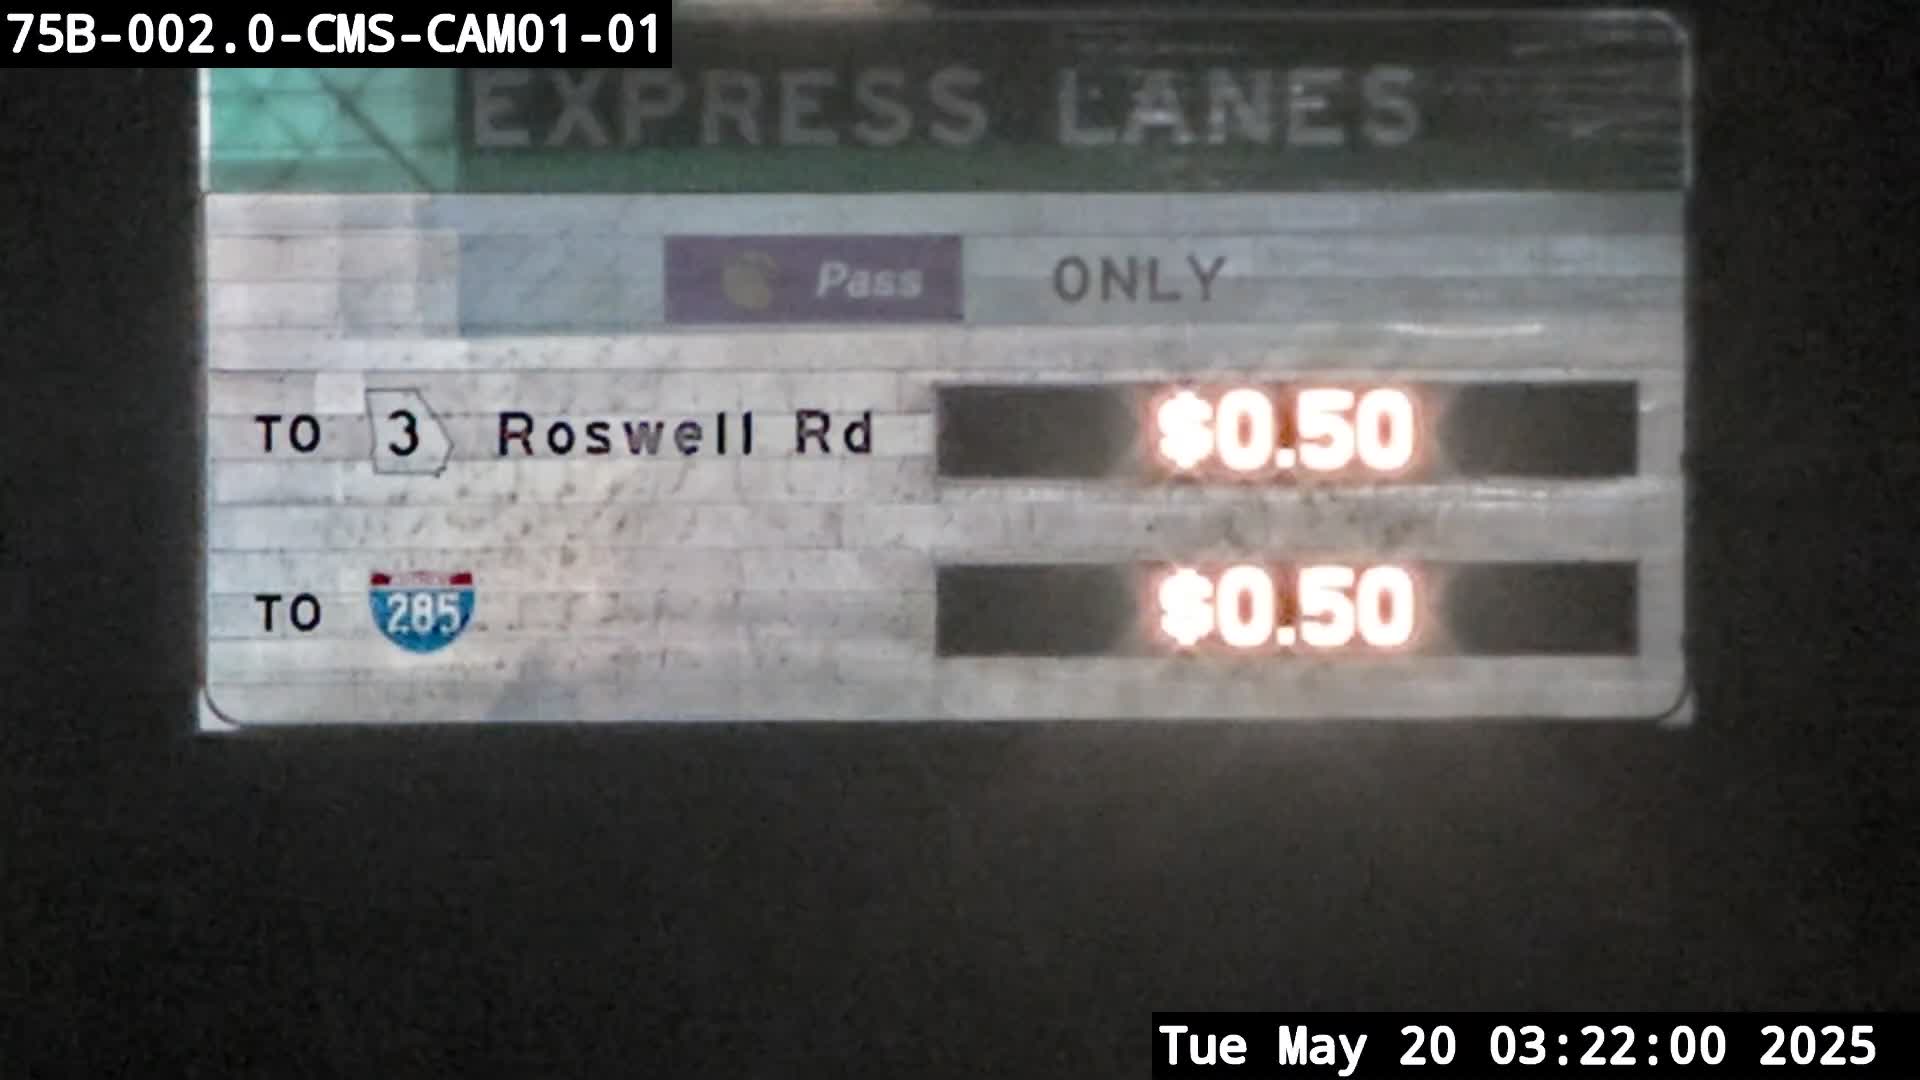 75B-002.0-CMS-CAM01-01
EXPRESS LANES
Pass ONLY
TO 3 Roswell Rd $0.50
TO 285 $0.50
Tue May 20 03:22:00 2025